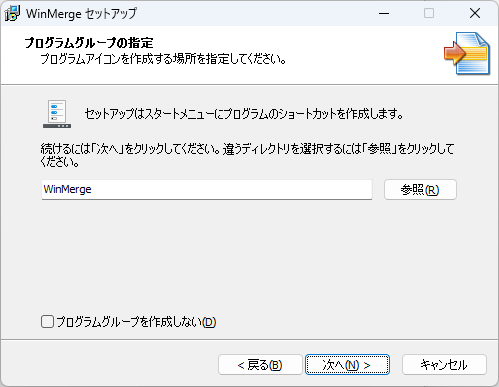 WinMerge セットアップ
プログラムグループの指定
プログラムアイコンを作成する場所を指定してください。
セットアップはスタートメニューにプログラムのショートカットを作成します。
続けるには「次へ」をクリックしてください。違うディレクトリを選択するには「参照」をクリックして
ください。
WinMerge
参照(R)
プログラムグループを作成しない(D)
< 戻る(B)
次へ(N) >
キャンセル